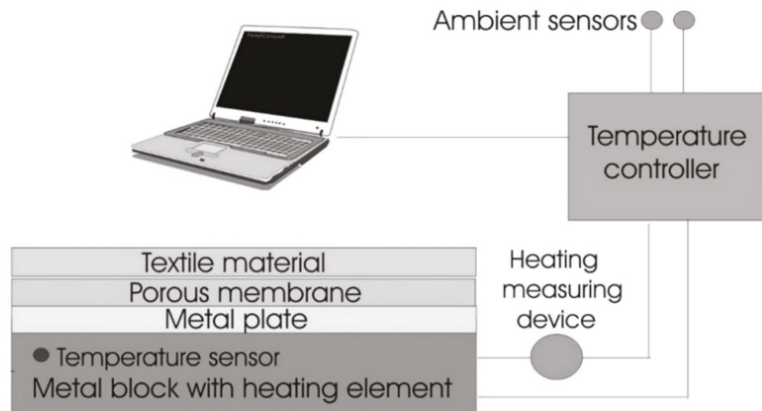 Ambient sensors
Temperature
controller
Textile material
Porous membrane
Metal plate
Temperature sensor
Metal block with heating element
Heating
measuring
device